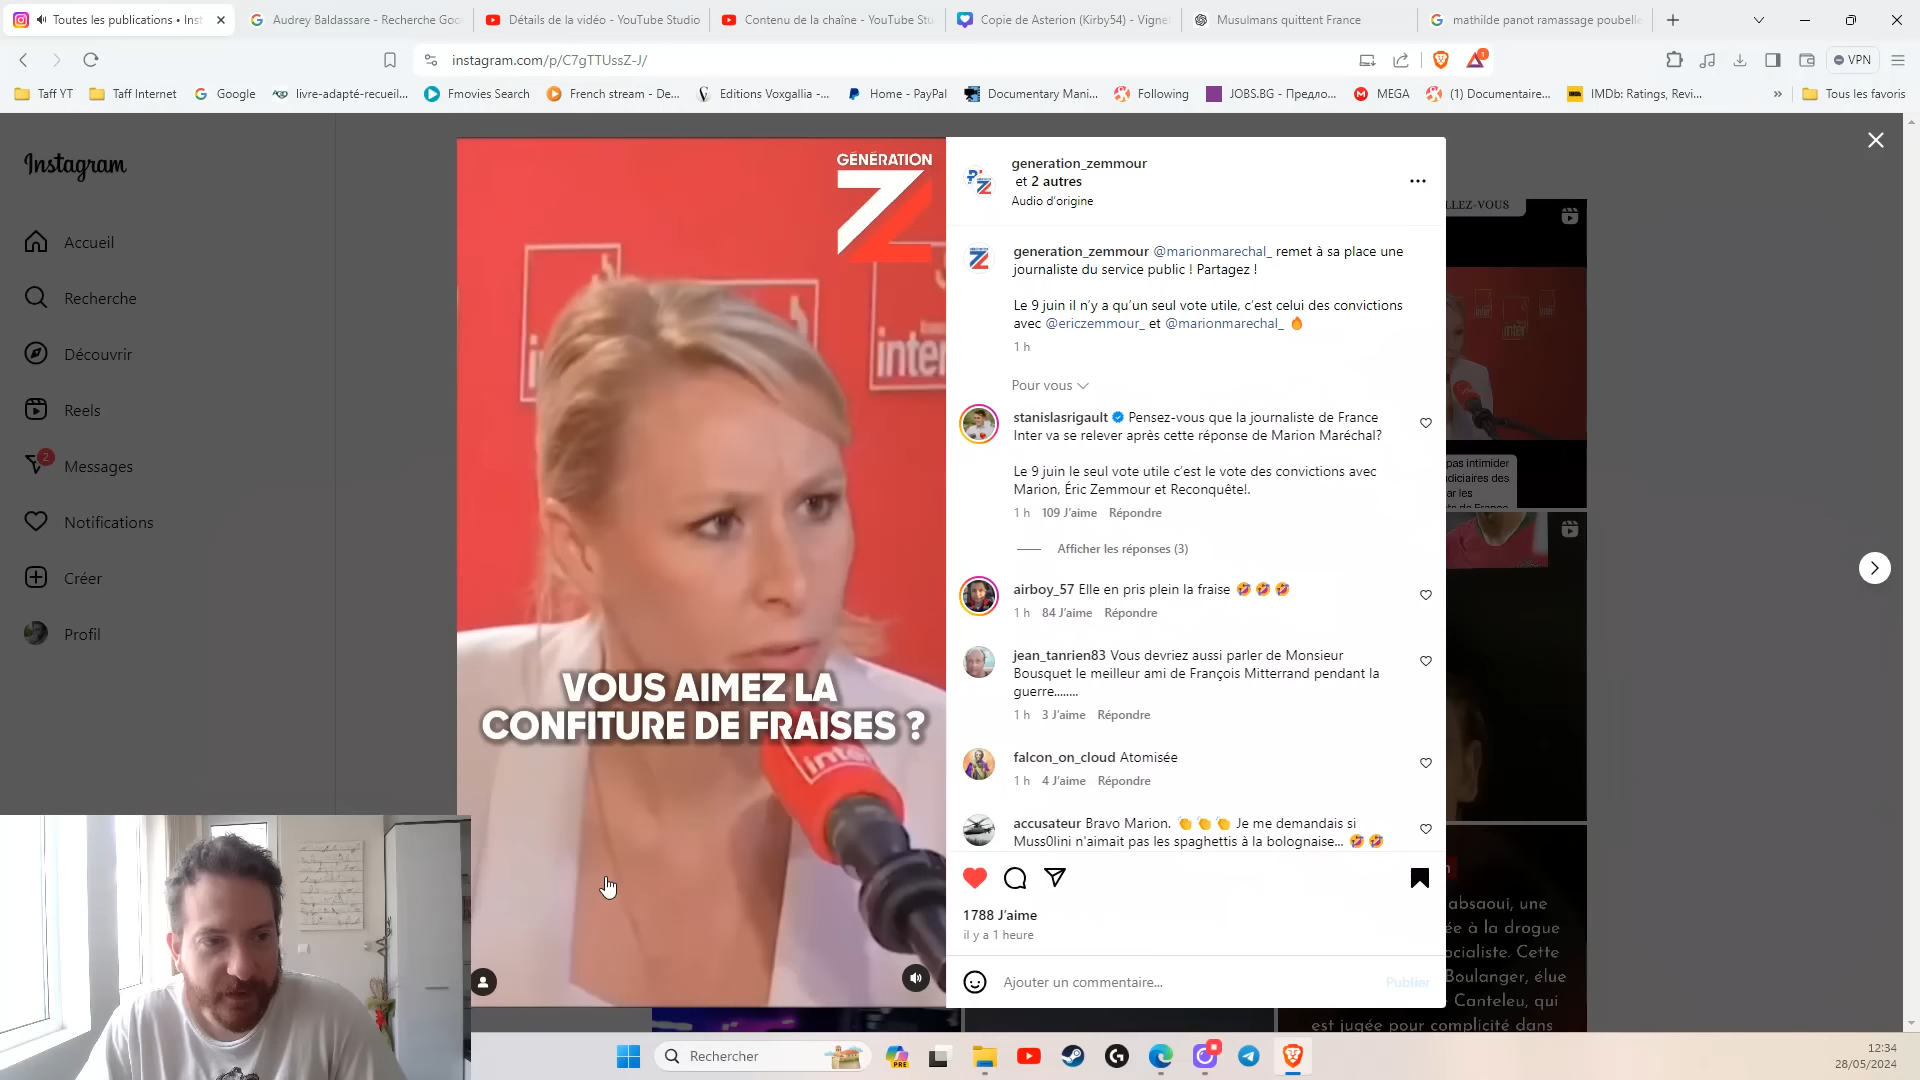 Toutes les publications • Inst
Audrey Baldassare - Recherche Goo
Détails de la vidéo - YouTube Studio
Contenu de la chaîne - YouTube Stu
Copie de Asterion (Kirby54) - Vigne
Musulmans quittent France
mathilde panot ramassage poubelle
instagram.com/p/C7gTTUssZ-J/
1
VPN
Taff YT
Taff Internet
Google
livre-adapté-recueil...
Fmovies Search
French stream - De...
Editions Voxgallia -...
Home - PayPal
Documentary Mani...
Following
JOBS.BG - Предло...
MEGA
(1) Documentaire...
IMDb: Ratings, Revi...
Tous les favoris
Instagram
Accueil
Recherche
Découvrir
Reels
2
Messages
Notifications
Créer
Profil
GÉNÉRATION
Z
inter
inter
VOUS AIMEZ LA
CONFITURE DE FRAISES ?
generation_zemmour
et 2 autres
Audio d'origine
generation_zemmour @marionmarechal_ remet à sa place une
journaliste du service public ! Partagez !
Le 9 juin il n'y a qu'un seul vote utile, c'est celui des convictions
avec @ericzemmour_ et @marionmarechal_ 🔥
1 h
Pour vous
stanislasrigault Pensez-vous que la journaliste de France
Inter va se relever après cette réponse de Marion Maréchal?
Le 9 juin le seul vote utile c'est le vote des convictions avec
Marion, Éric Zemmour et Reconquête!.
1 h 109 J'aime Répondre
Afficher les réponses (3)
airboy_57 Elle en pris plein la fraise 🤣🤣🤣
1 h 84 J'aime Répondre
jean_tanrien83 Vous devriez aussi parler de Monsieur
Bousquet le meilleur ami de François Mitterrand pendant la
guerre........
1 h 3 J'aime Répondre
falcon_on_cloud Atomisée
1 h 4 J'aime Répondre
accusateur Bravo Marion. 👏👏👏 Je me demandais si
Muss0lini n'aimait pas les spaghettis à la bolognaise... 🤣🤣
1788 J'aime
il y a 1 heure
Ajouter un commentaire...
Publier
LLEZ-VOUS
inter
pas intimider
diciaires des
ar les
absaoui, une
ée à la drogue
ocialiste. Cette
Boulanger, élue
Canteleu, qui
est jugée pour complicité dans
Rechercher
PRE
12:34
28/05/2024